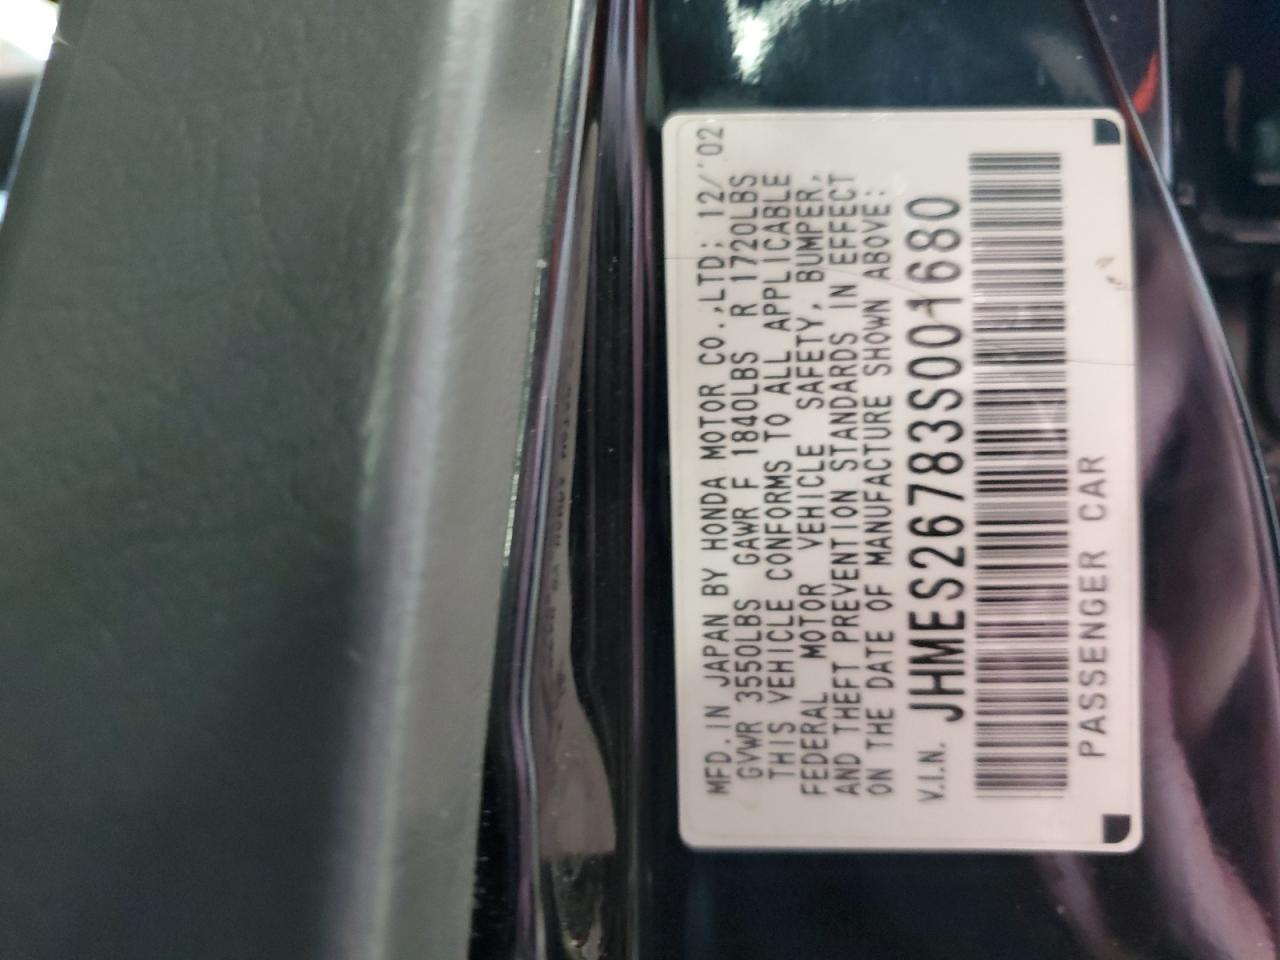 MFD. IN JAPAN BY HONDA MOTOR CO.,LTD; 12/'02
GVWR 3550LBS GAWR F 1840LBS R 1720LBS
THIS VEHICLE CONFORMS TO ALL APPLICABLE
FEDERAL MOTOR VEHICLE SAFETY, BUMPER,
AND THEFT PREVENTION STANDARDS IN EFFECT
ON THE DATE OF MANUFACTURE SHOWN ABOVE:
V.I.N. JHMES26783S001680
PASSENGER CAR